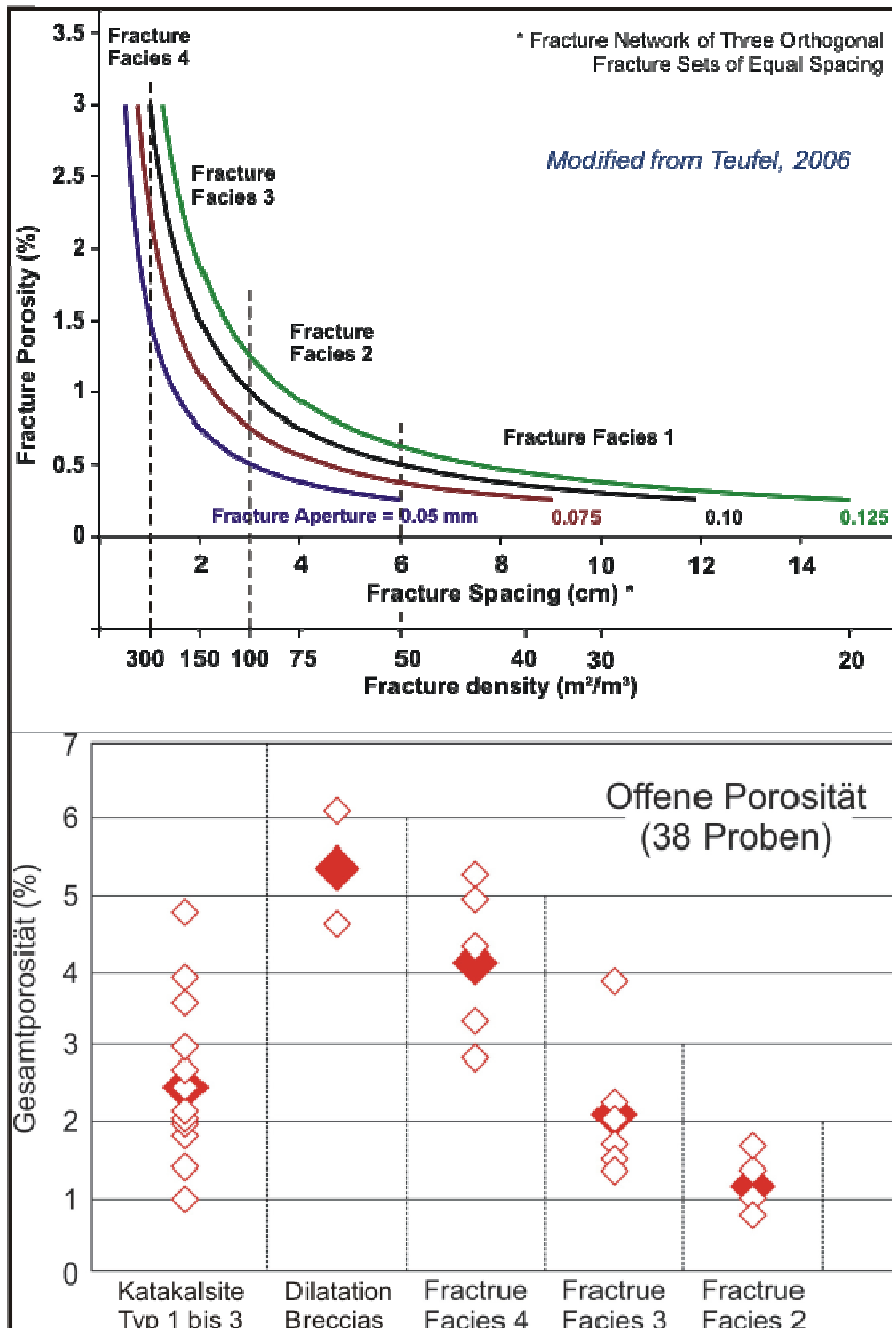 3.5
3
2.5
2
1.5
1
0.5
0
Fracture Porosity (%)
Fracture
Facies 4
* Fracture Network of Three Orthogonal
Fracture Sets of Equal Spacing
Modified from Teufel, 2006
Fracture
Facies 3
Fracture
Facies 2
Fracture Facies 1
Fracture Aperture = 0.05 mm
0.075
0.10
0.125
2 4 6 8 10 12 14
Fracture Spacing (cm) *
300 150 100 75 50 40 30 20
Fracture density (m²/m³)
7
6
5
4
3
2
1
0
Gesamtporosität (%)
Offene Porosität
(38 Proben)
Katakalsite
Typ 1 bis 3
Dilatation
Breccias
Fractrue
Facies 4
Fractrue
Facies 3
Fractrue
Facies 2